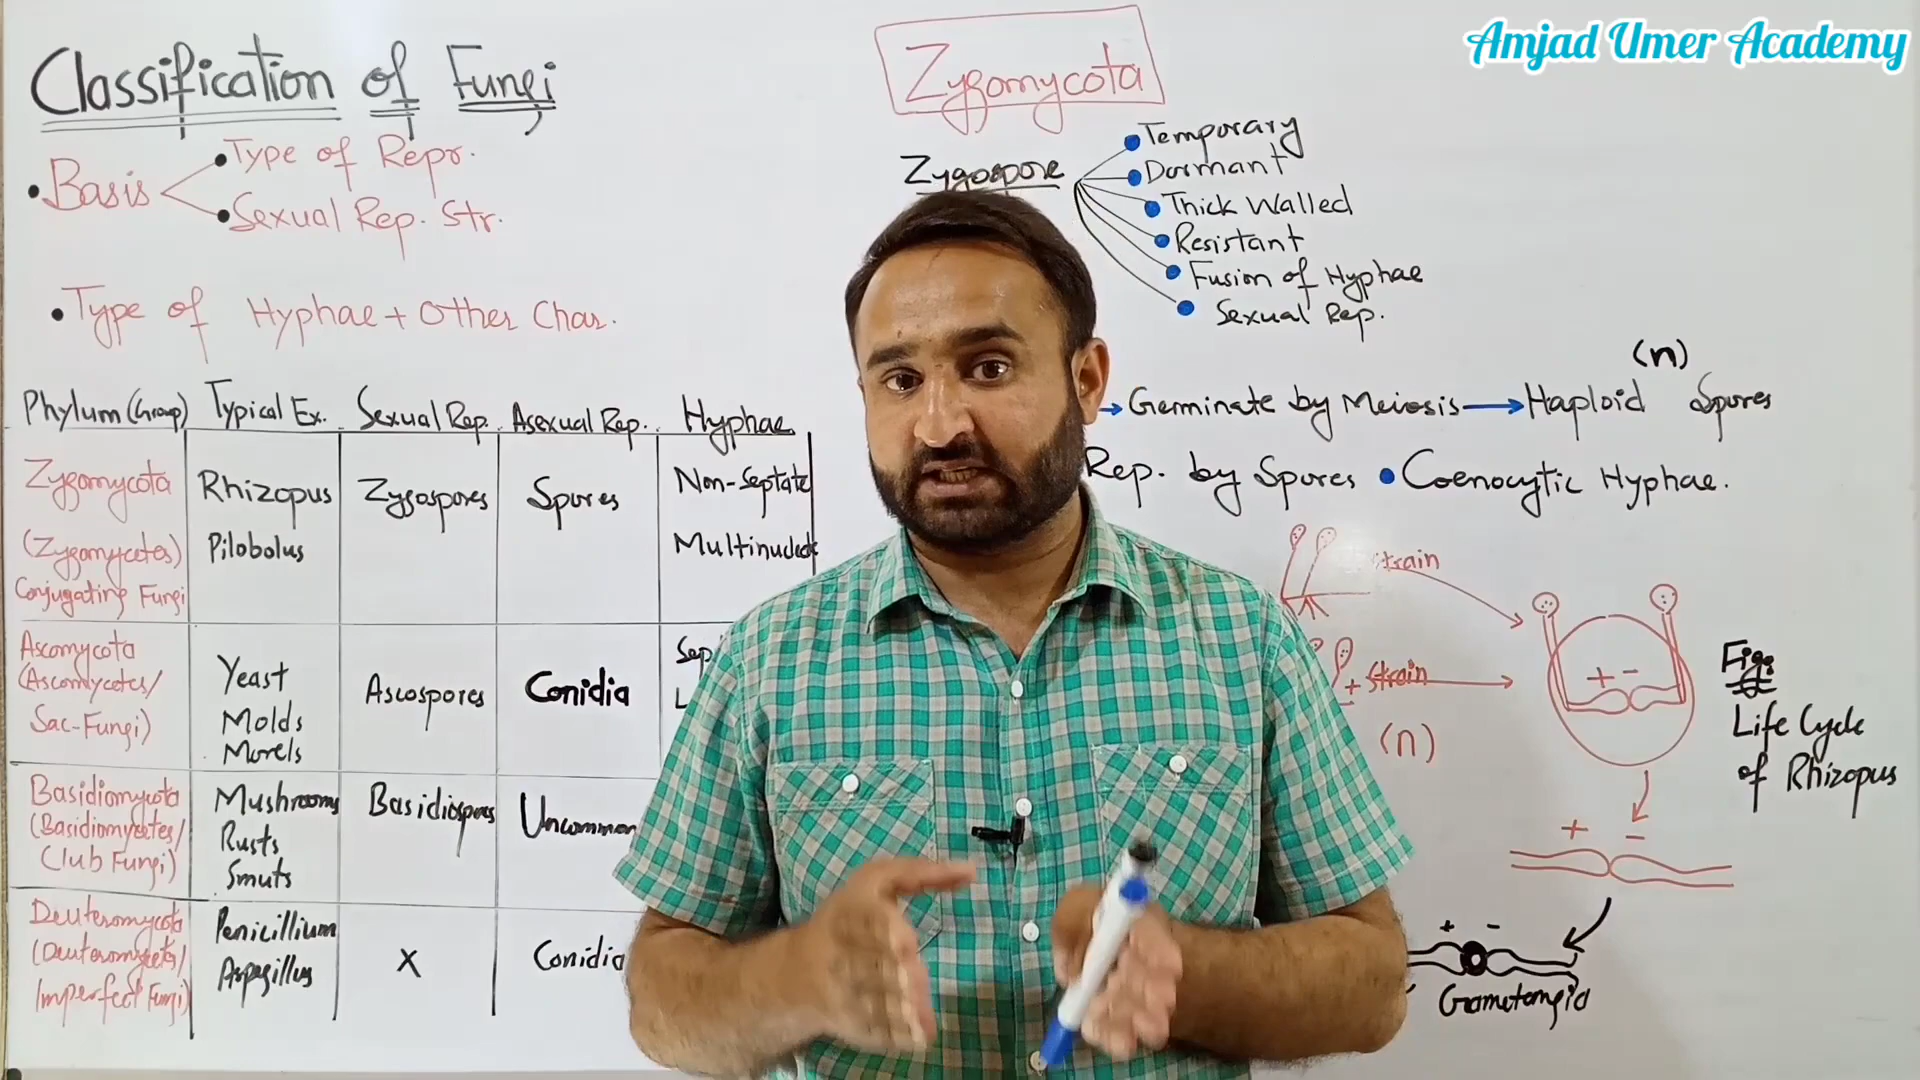 Amjad Umer Academy
Classification of Fungi
• Basis
• Type of Repr.
• Sexual Rep. Str.
• Type of Hyphae + Other Char.
Phylum (Group) Typical Ex. Sexual Rep. Asexual Rep. Hyphae
Zygomycota
(Zygomycetes)
Conjugating Fungi
Rhizopus
Pilobolus
Zygospores
Spores
Non-Septate
Ascomycota
(Ascomycetes/
Sac-Fungi)
Yeast
Molds
Morels
Ascospores
Conidia
Basidiomycota
(Basidiomycetes/
Club Fungi)
Mushrooms
Rusts
Smuts
Basidiospores
Uncommon
Deuteromycota
(Deuteromycetes/
Imperfect Fungi)
Penicillium
Aspagillus
X
Conidia
Zygomycota
Zygospore
Temporary
Dormant
Thick Walled
Resistant
Fusion of Hyphae
Sexual Rep.
(n)
→ Germinate by Meiosis → Haploid Spores
Rep. by Spores • Coenocytic Hyphae.
strain
+ strain
(n)
+ -
Fig:
Life Cycle
of Rhizopus
+ -
+ -
Gametangia